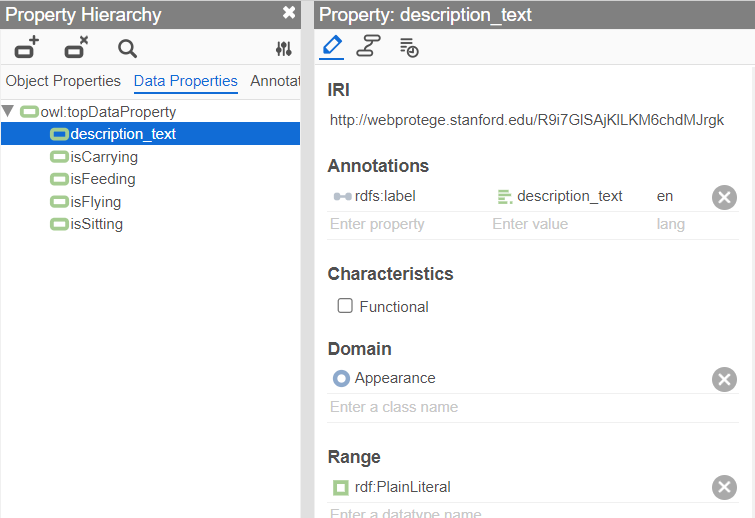 Property Hierarchy
Object Properties Data Properties Annotat
owl:topDataProperty
description_text
isCarrying
isFeeding
isFlying
isSitting
Property: description_text
IRI
http://webprotege.stanford.edu/R9i7GlSAjKlLKM6chdMJrgk
Annotations
rdfs:label description_text en
Enter property Enter value lang
Characteristics
Functional
Domain
Appearance
Enter a class name
Range
rdf:PlainLiteral
Enter a datatype name